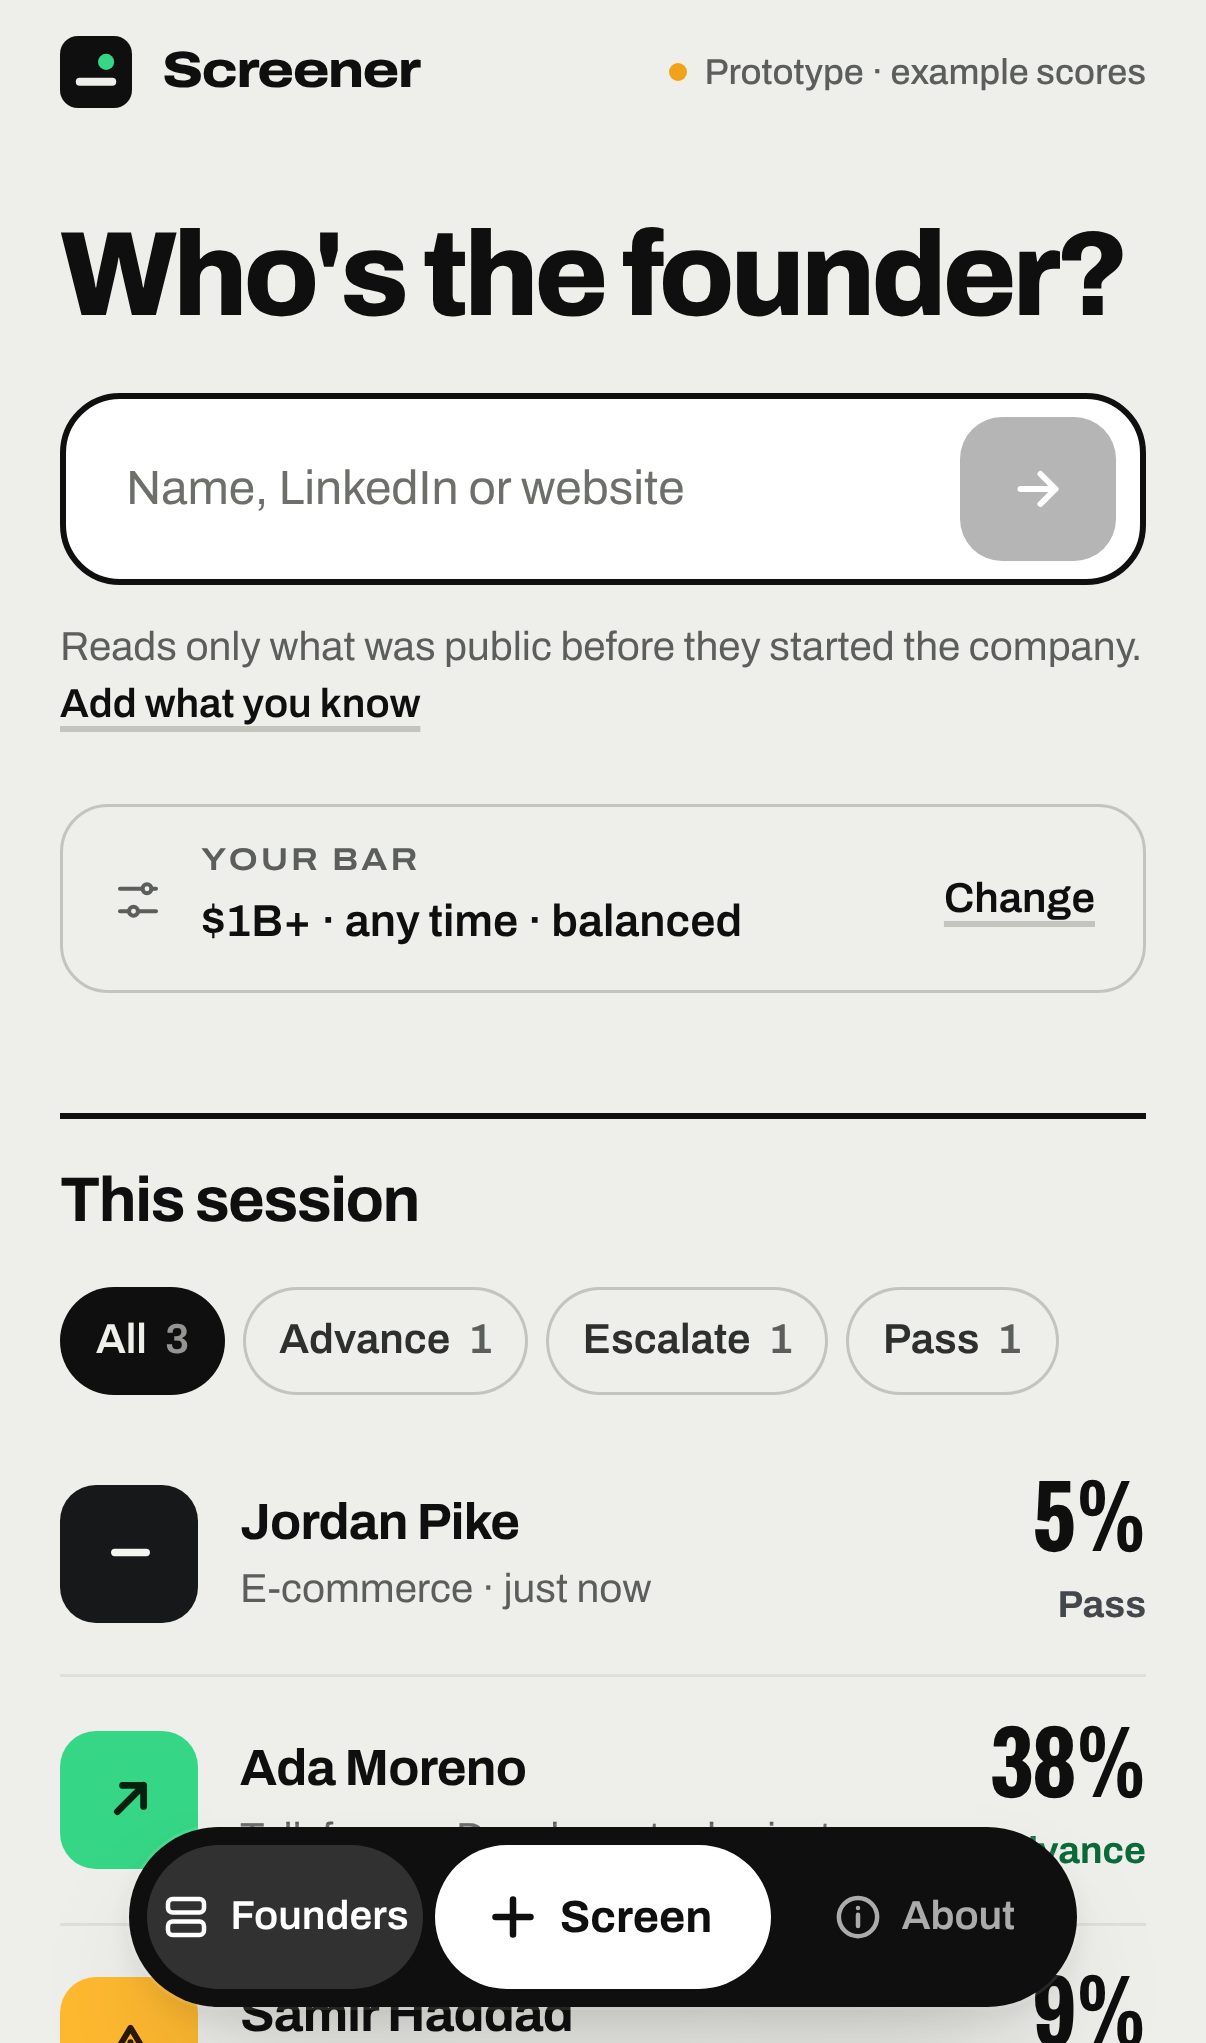 Screener
Prototype · example scores
Who's the founder?
Name, LinkedIn or website
Reads only what was public before they started the company.
Add what you know
YOUR BAR
$1B+ · any time · balanced
Change
This session
All 3
Advance 1
Escalate 1
Pass 1
Jordan Pike
5%
E-commerce · just now
Pass
Ada Moreno
38%
Founders
Screen
About
Samir Haddad
9%